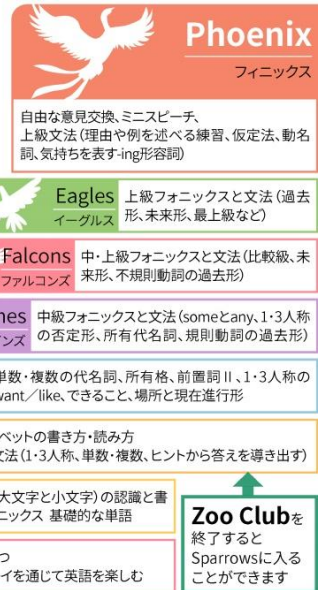 Phoenix
フィニックス
自由な意見交換、ミニスピーチ、
上級文法(理由や例を述べる練習、仮定法、動名
詞、気持ちを表す-ing形容詞)
Eagles
イーグルス
上級フォニックスと文法(過去
形、未来形、最上級など)
Falcons
ファルコンズ
中・上級フォニックスと文法(比較級、未
来形、不規則動詞の過去形)
nes
ンズ
中級フォニックスと文法(someとany、1・3人称
の否定形、所有代名詞、規則動詞の過去形)
単数・複数の代名詞、所有格、前置詞Ⅱ、1・3人称の
want／like、できること、場所と現在進行形
ベットの書き方・読み方
文法(1・3人称、単数・複数、ヒントから答えを導き出す)
大文字と小文字)の認識と書
ニックス 基礎的な単語
つ
イを通じて英語を楽しむ
Zoo Clubを
終了すると
Sparrowsに入る
ことができます